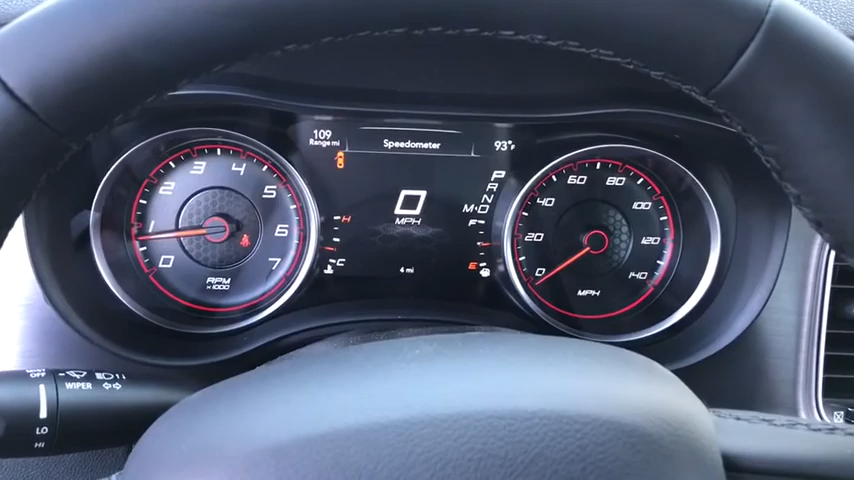 109
Range mi
Speedometer
93°F
0
MPH
4 mi
P
R
N
M D
H
C
F
E
0
1
2
3
4
5
6
7
RPM
x1000
0
20
40
60
80
100
120
140
MPH
OFF
WIPER
LO
HI